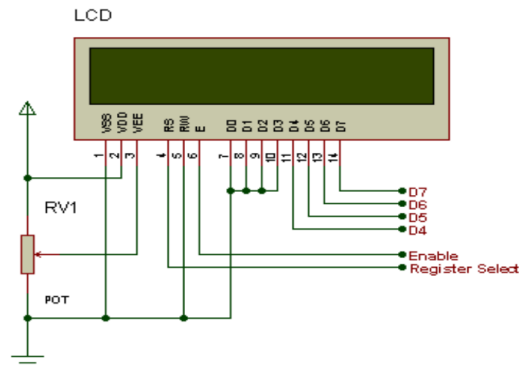 LCD
VSS VDD VEE RS RW E D0 D1 D2 D3 D4 D5 D6 D7
1 2 3 4 5 6 7 8 9 10 11 12 13 14
D7
D6
RV1
D5
D4
Enable
Register Select
POT